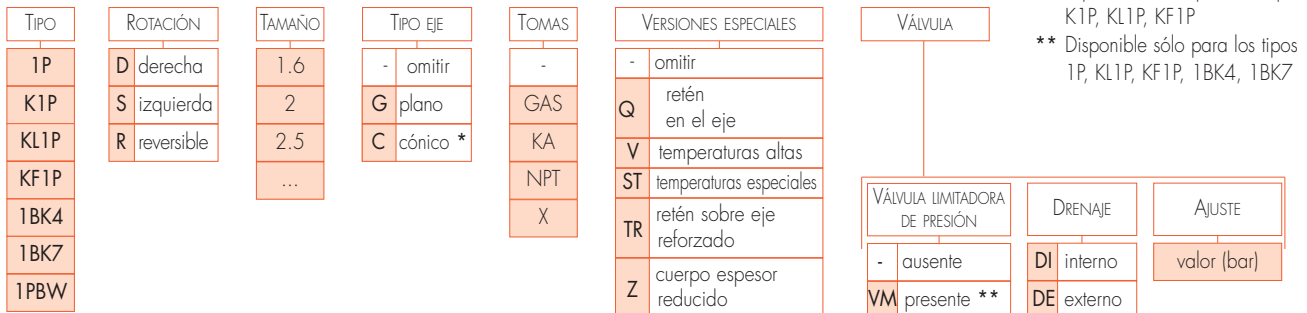 TIPO
1P
K1P
KL1P
KF1P
1BK4
1BK7
1PBW
ROTACIÓN
D derecha
S izquierda
R reversible
TAMAÑO
1.6
2
2.5
...
TIPO EJE
- omitir
G plano
C cónico *
TOMAS
-
GAS
KA
NPT
X
VERSIONES ESPECIALES
- omitir
Q retén
en el eje
V temperaturas altas
ST temperaturas especiales
TR retén sobre eje
reforzado
Z cuerpo espesor
reducido
VÁLVULA
VÁLVULA LIMITADORA
DE PRESIÓN
- ausente
VM presente **
DRENAJE
DI interno
DE externo
AJUSTE
valor (bar)
K1P, KL1P, KF1P
** Disponible sólo para los tipos
1P, KL1P, KF1P, 1BK4, 1BK7